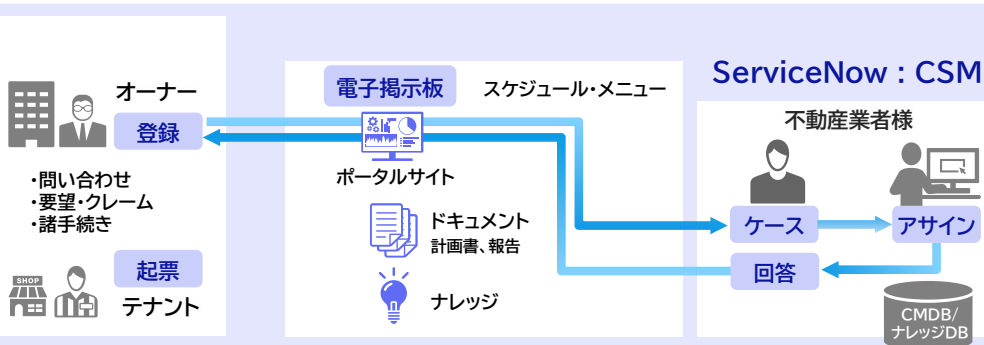 オーナー
登録
・問い合わせ
・要望・クレーム
・諸手続き
起票
SHOP
テナント
電子掲示板
スケジュール・メニュー
ポータルサイト
ドキュメント
計画書、報告
ナレッジ
ServiceNow : CSM
不動産業者様
ケース
アサイン
回答
CMDB/
ナレッジDB